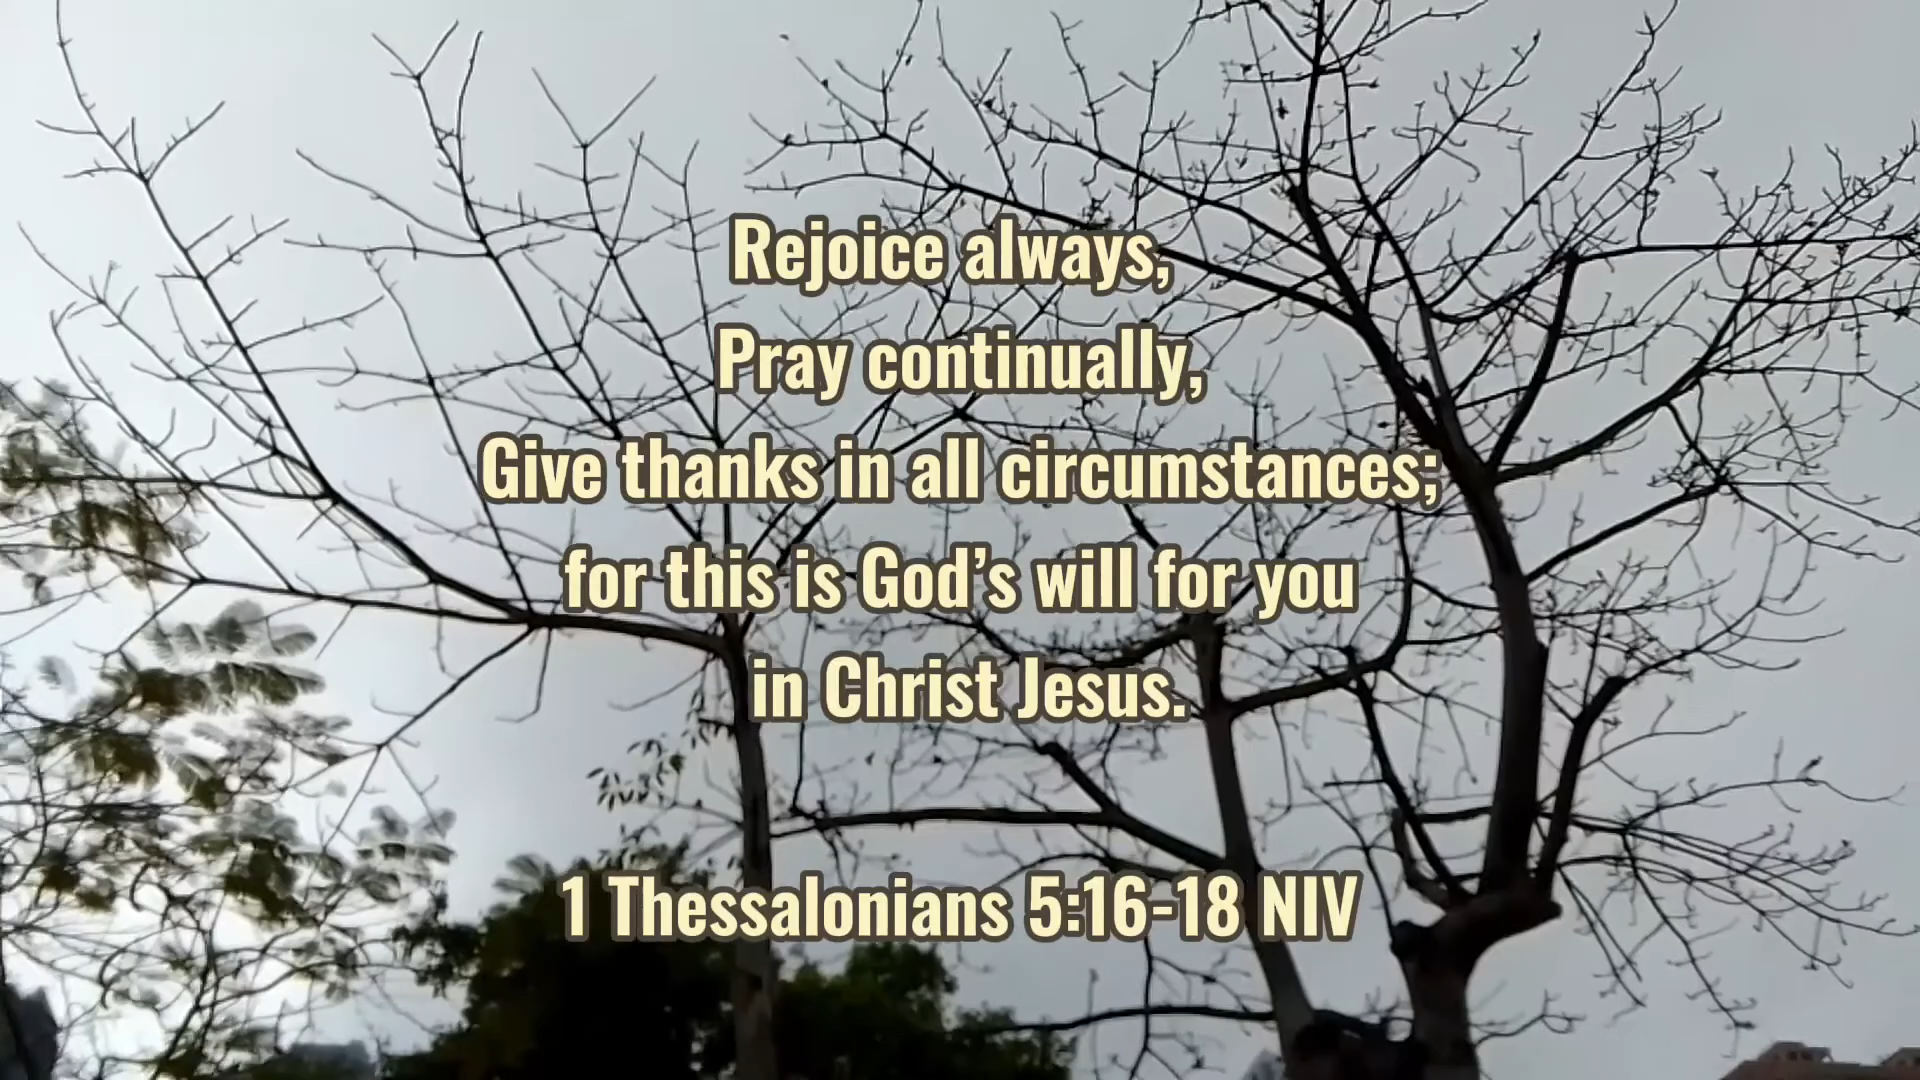 Rejoice always,
Pray continually,
Give thanks in all circumstances;
for this is God’s will for you
in Christ Jesus.
1 Thessalonians 5:16-18 NIV